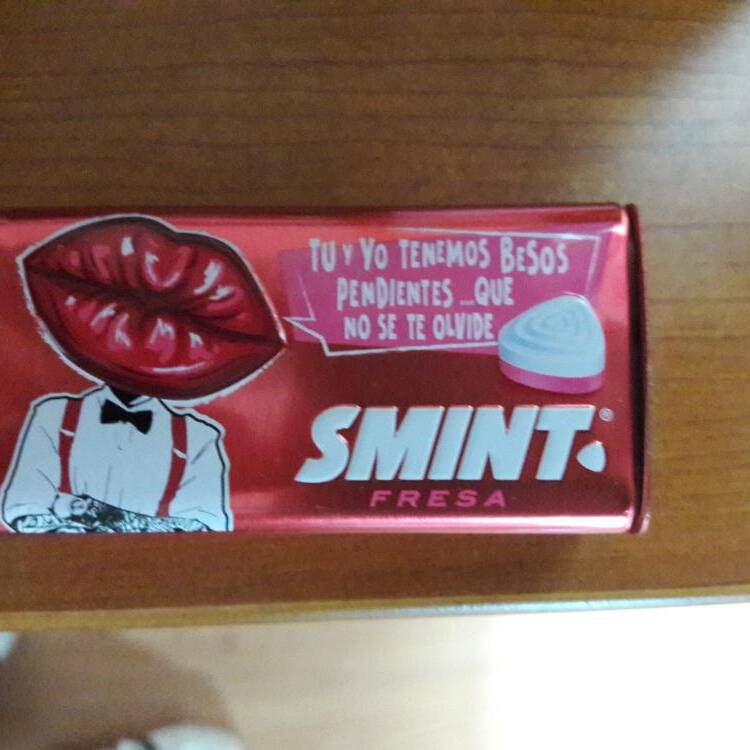 TU Y YO TENEMOS BESOS
PENDIENTES...QUE
NO SE TE OLVIDE
SMINT®
FRESA